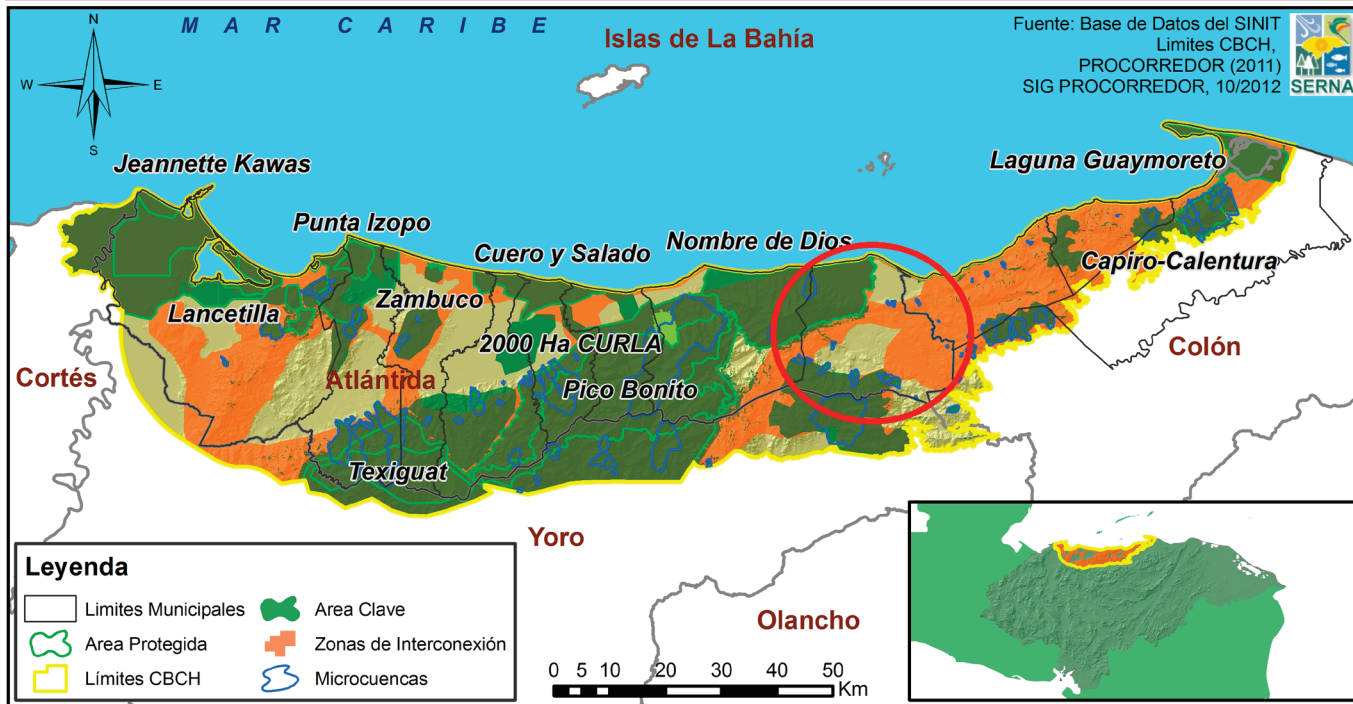 M A R C A R I B E
Islas de La Bahía
Fuente: Base de Datos del SINIT
Limites CBCH,
PROCORREDOR (2011)
SIG PROCORREDOR, 10/2012
SERNA
N
W E
S
Jeannette Kawas
Laguna Guaymoreto
Punta Izopo
Cuero y Salado
Nombre de Dios
Capiro-Calentura
Zambuco
Lancetilla
2000 Ha CURLA
Colón
Cortés
Atlántida
Pico Bonito
Texiguat
Yoro
Olancho
Leyenda
Limites Municipales
Area Clave
Area Protegida
Zonas de Interconexión
Límites CBCH
Microcuencas
0 5 10 20 30 40 50
Km